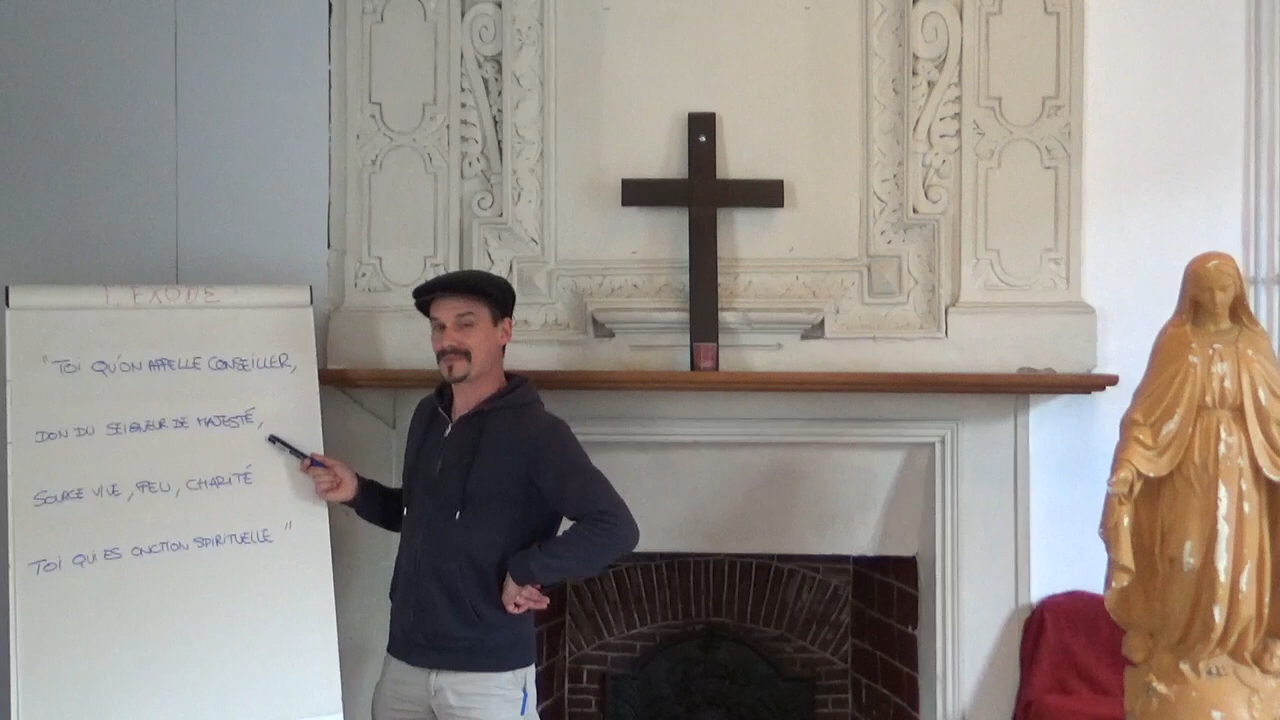 L'EXODE
"TOI QU'ON APPELLE CONSEILLER,
DON DU SEIGNEUR DE MAJESTÉ,
SOURCE VIVE, FEU, CHARITÉ
TOI QUI ES ONCTION SPIRITUELLE"